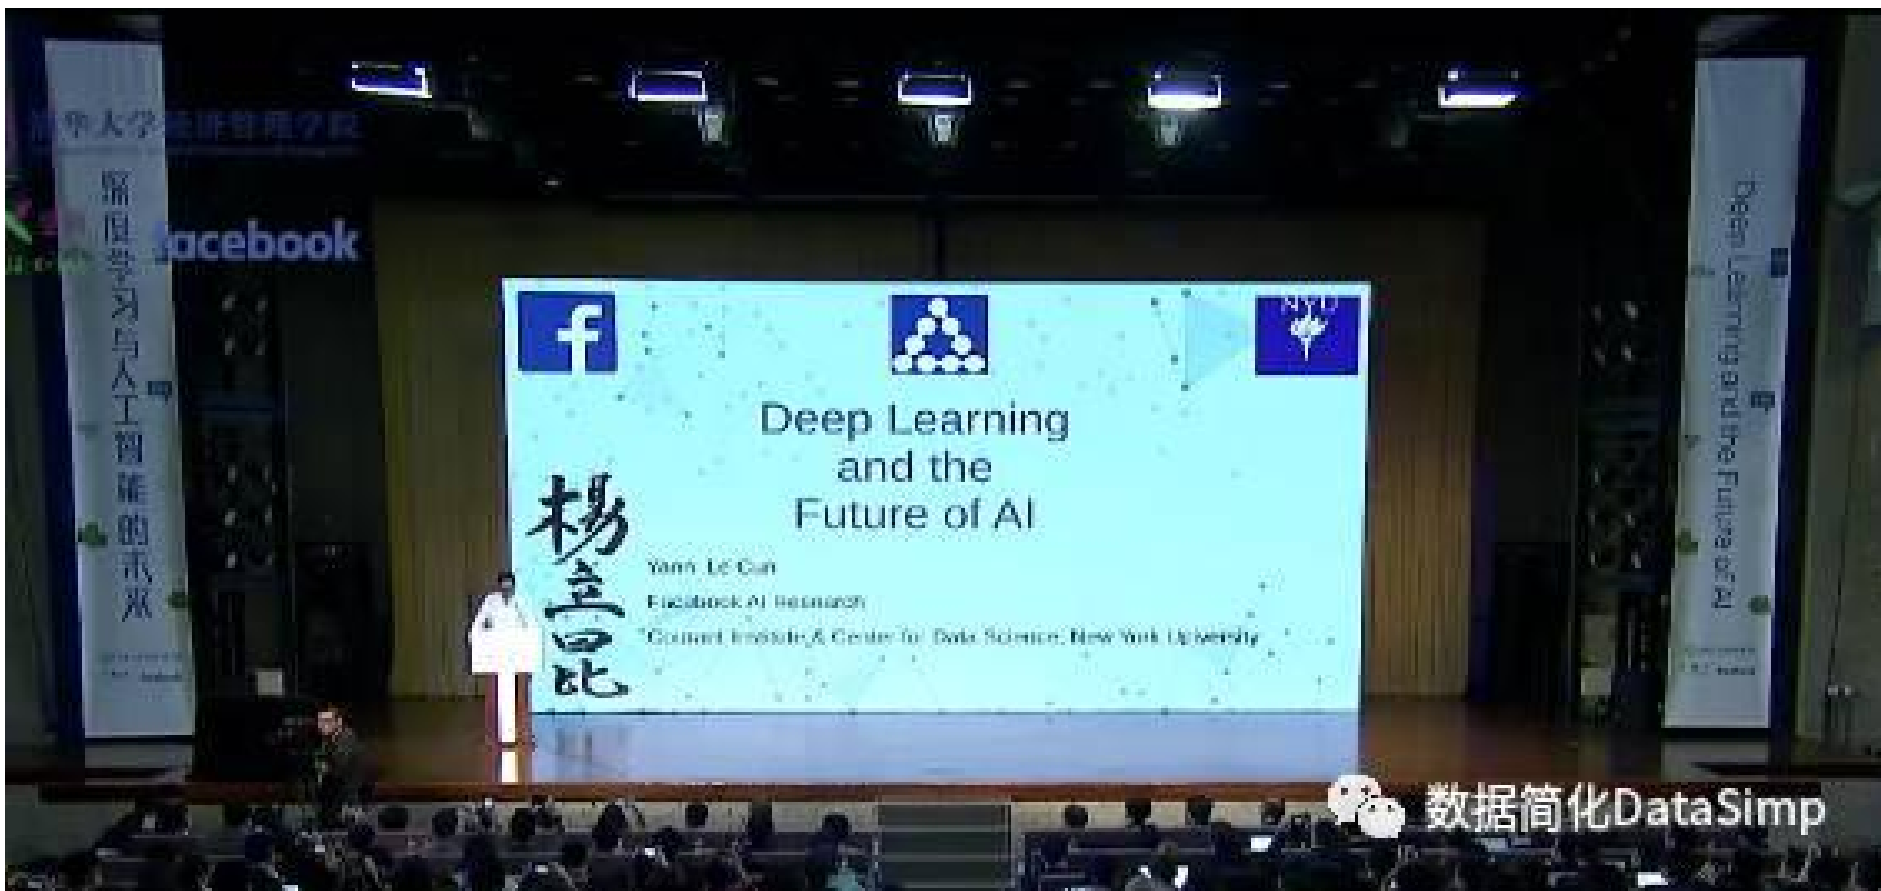 清华大学经济管理学院
深度学习与人工智能的未来
facebook
f
NYU
Deep Learning
and the
Future of AI
楊立昆
Yann Le Cun
Facebook AI Research
Courant Institute & Center for Data Science, New York University
Deep Learning and the Future of AI
数据简化DataSimp